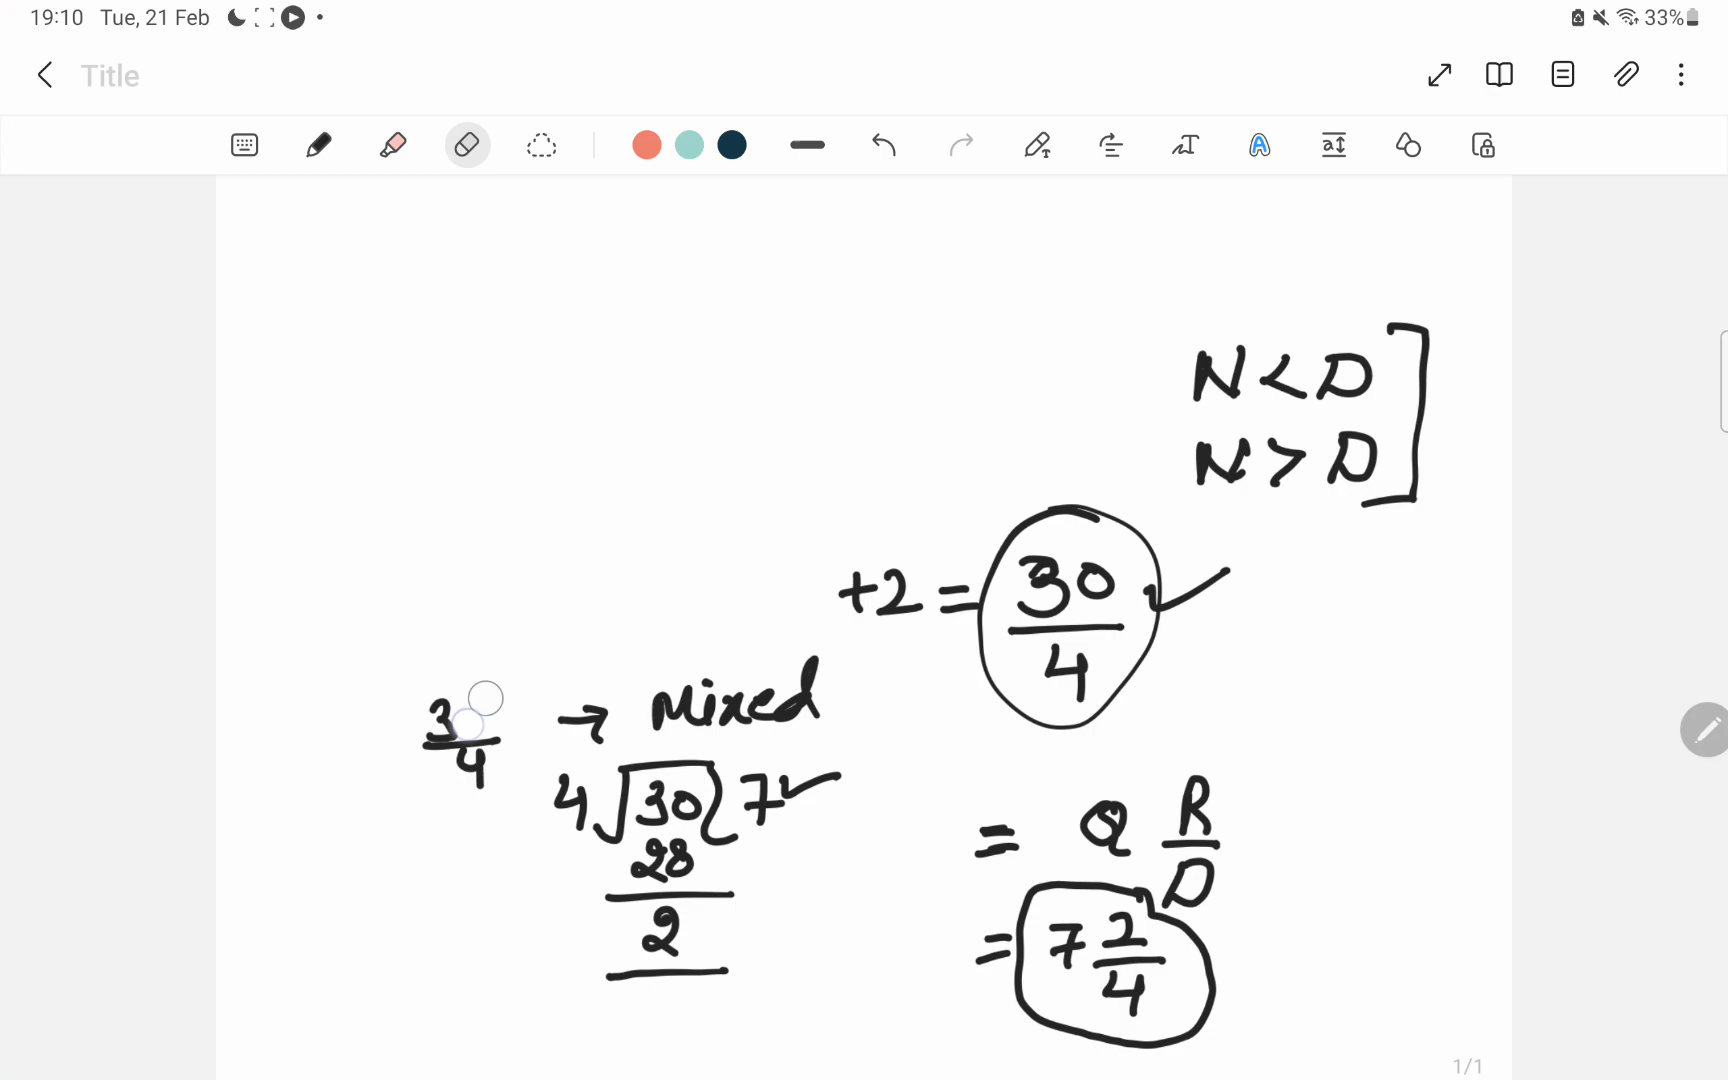 19:10 Tue, 21 Feb 33%
Title
N < D
N > D
+2 = 30/4
3/4 → Mixed
4 √30 7
28
2
= Q R/D
= 7 2/4
1/1